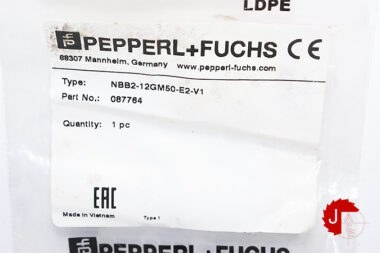 LDPE
PEPPERL+FUCHS CE
68307 Mannheim, Germany www.pepperl-fuchs.com
Type: NBB2-12GM50-E2-V1
Part No.: 087764
Quantity: 1 pc
EAC
Made in Vietnam Type 1
PEPPERL+FUCHS